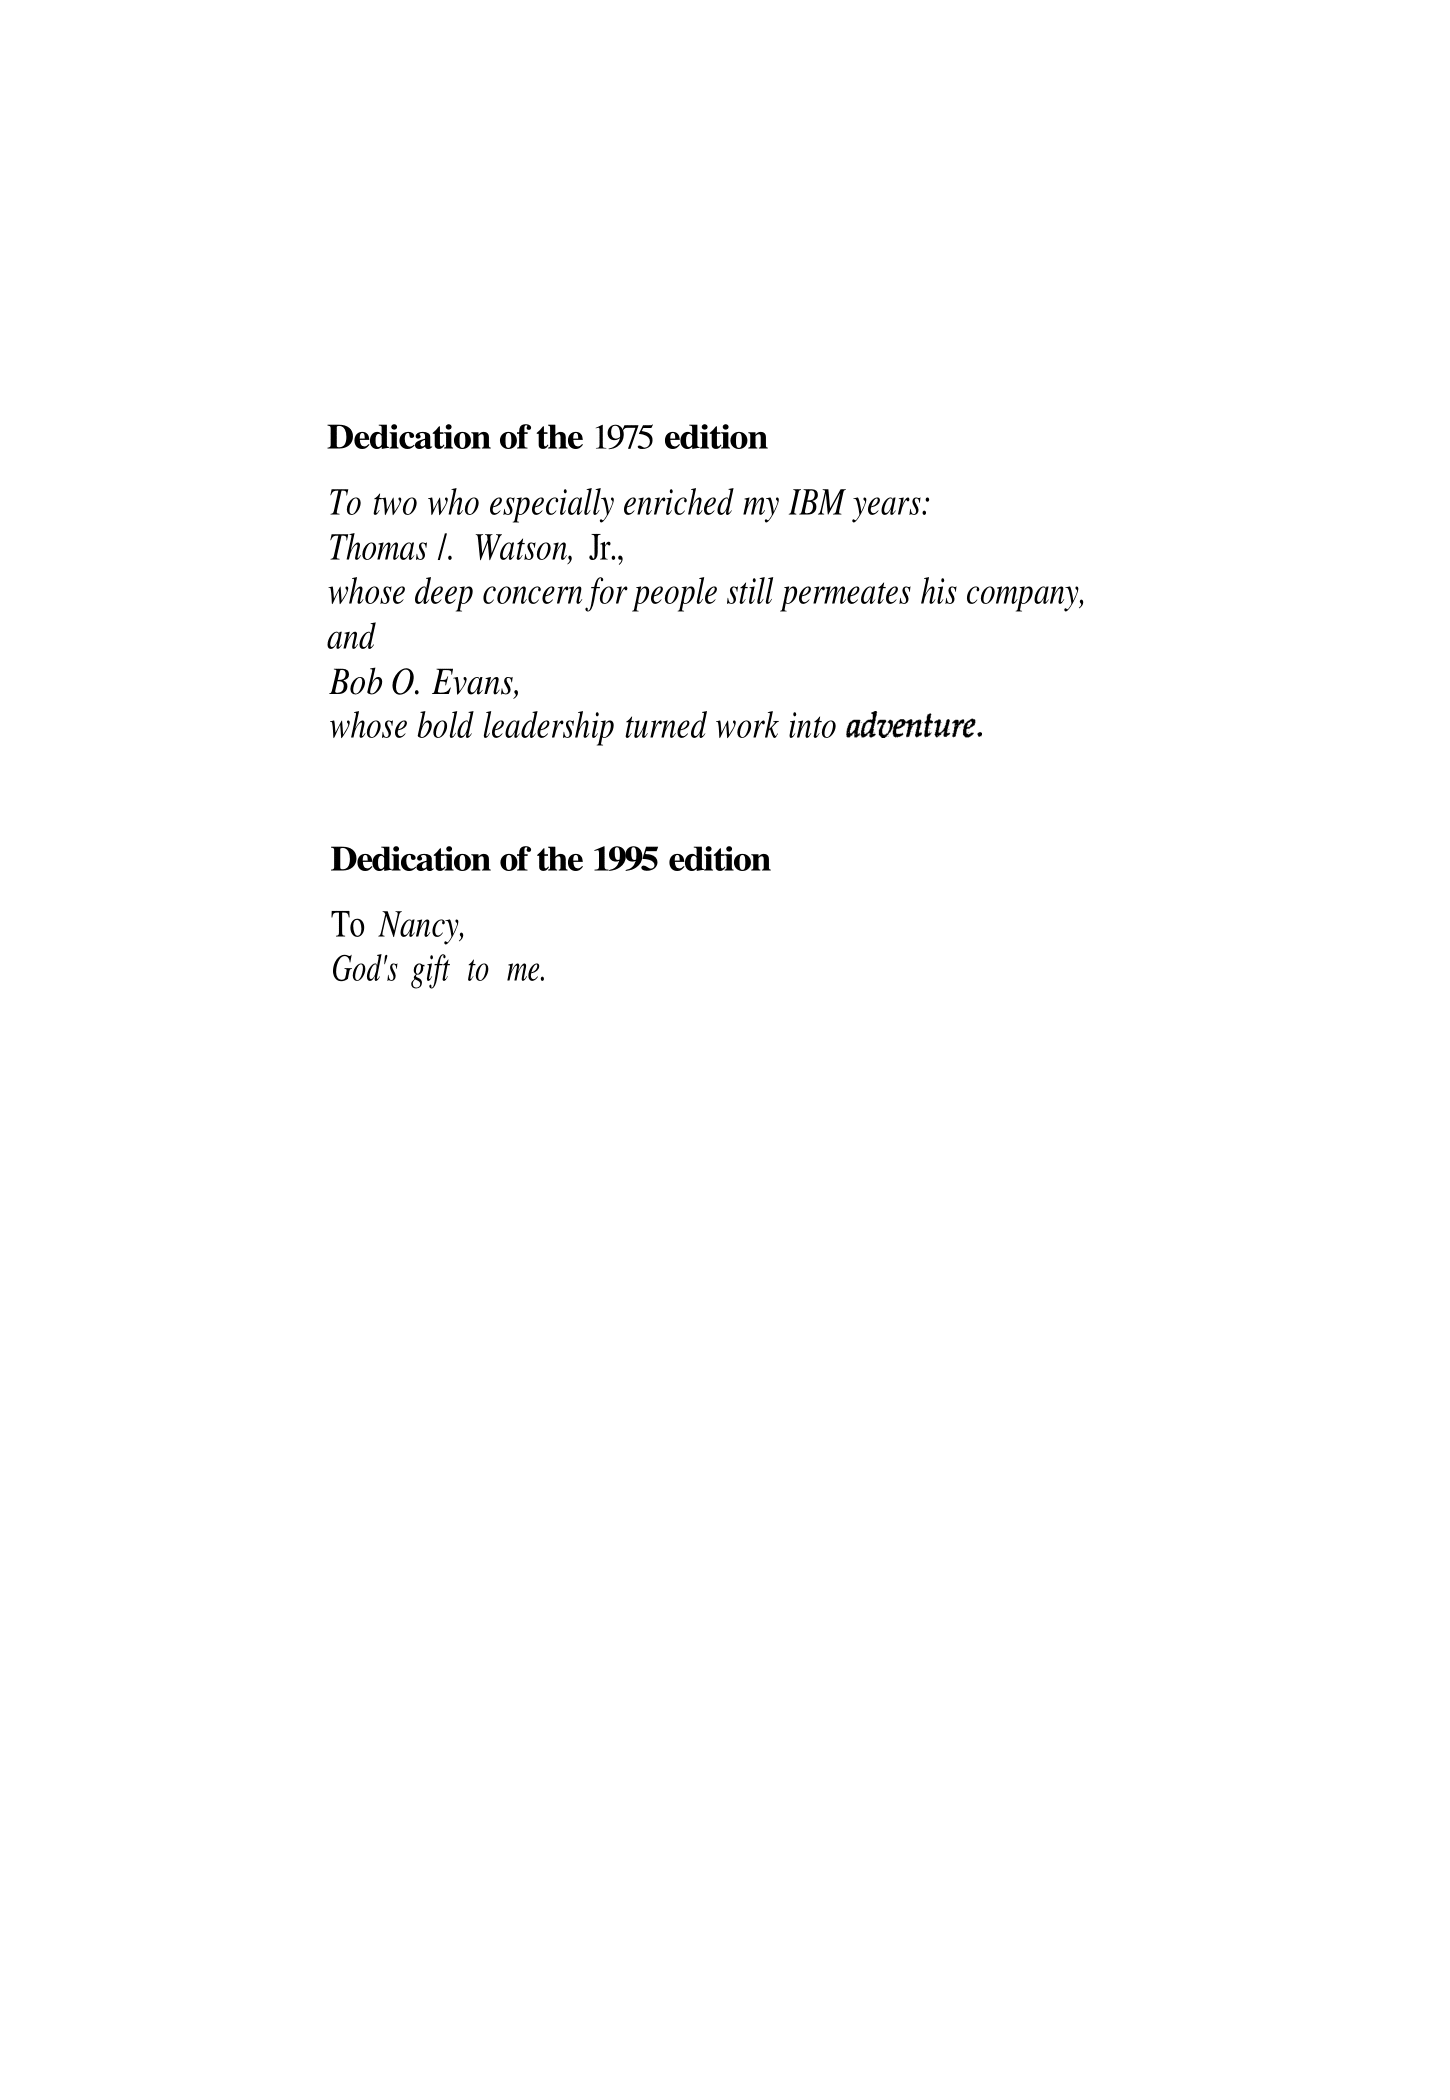 Dedication of the 1975 edition
To two who especially enriched my IBM years:
Thomas /. Watson, Jr.,
whose deep concern for people still permeates his company,
and
Bob O. Evans,
whose bold leadership turned work into adventure.
Dedication of the 1995 edition
To Nancy,
God's gift to me.